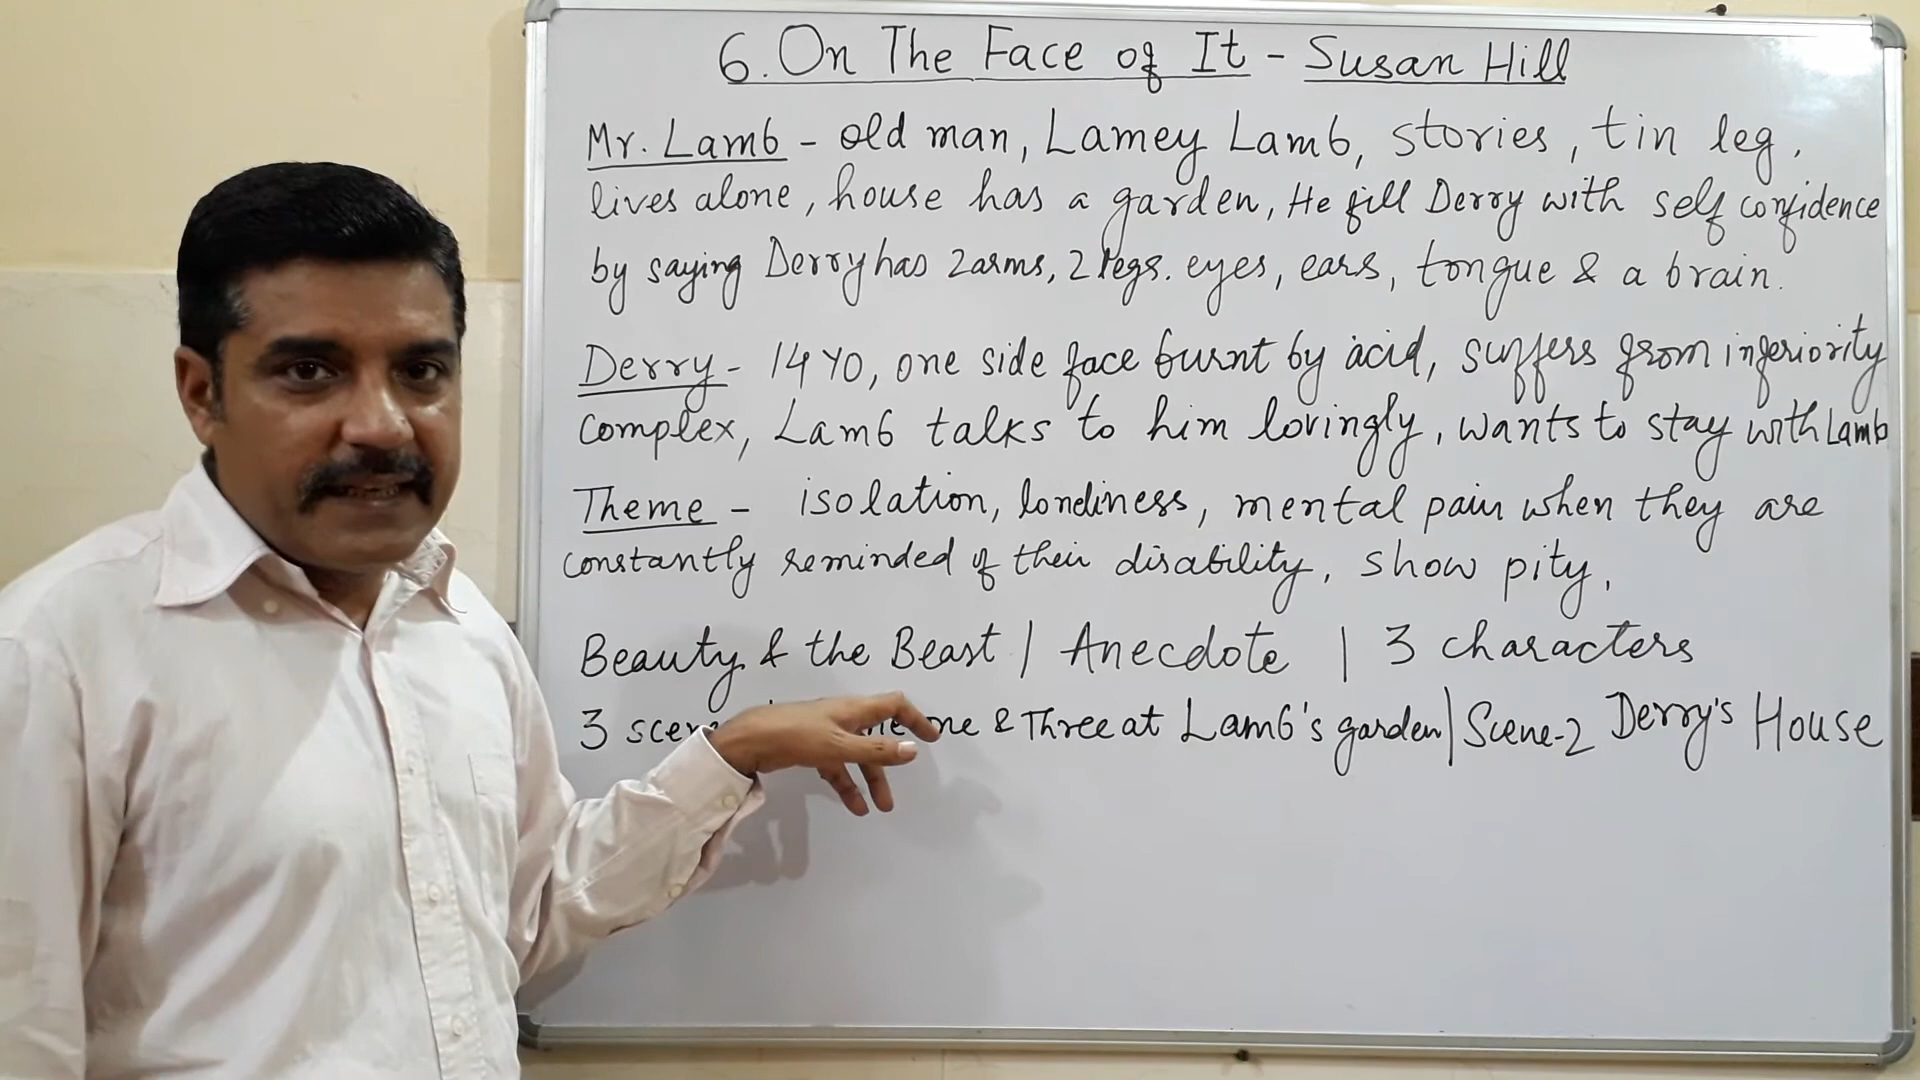 6. On The Face of It - Susan Hill
Mr. Lamb - old man, Lamey Lamb, stories, tin leg,
lives alone, house has a garden, He fill Derry with self confidence
by saying Derry has 2 arms, 2 legs. eyes, ears, tongue & a brain.
Derry - 14 YO, one side face burnt by acid, suffers from inferiority
complex, Lamb talks to him lovingly, wants to stay with Lamb
Theme - isolation, loneliness, mental pain when they are
constantly reminded of their disability, show pity,
Beauty & the Beast | Anecdote | 3 characters
3 & Three at Lamb's garden | Scene-2 Derry's House